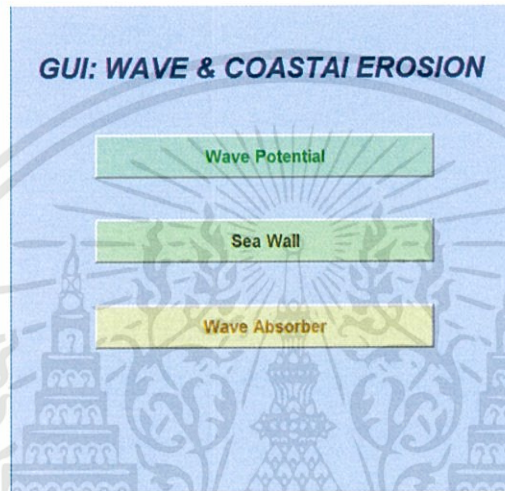 GUI: WAVE & COASTAI EROSION
Wave Potential
Sea Wall
Wave Absorber